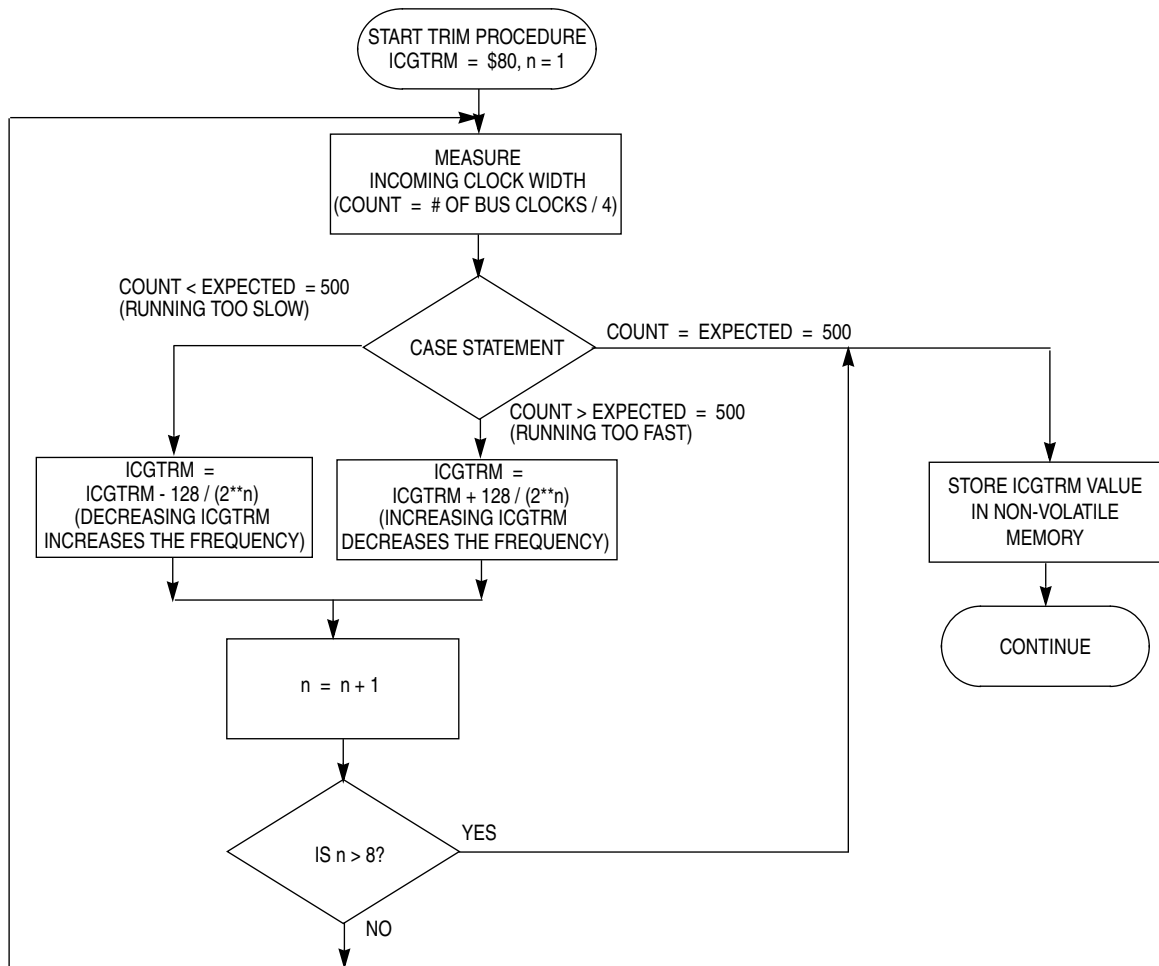 START TRIM PROCEDURE
ICGTRM = $80, n = 1
MEASURE
INCOMING CLOCK WIDTH
(COUNT = # OF BUS CLOCKS / 4)
COUNT < EXPECTED = 500
(RUNNING TOO SLOW)
CASE STATEMENT
COUNT = EXPECTED = 500
COUNT > EXPECTED = 500
(RUNNING TOO FAST)
ICGTRM =
ICGTRM - 128 / (2**n)
(DECREASING ICGTRM
INCREASES THE FREQUENCY)
ICGTRM =
ICGTRM + 128 / (2**n)
(INCREASING ICGTRM
DECREASES THE FREQUENCY)
STORE ICGTRM VALUE
IN NON-VOLATILE
MEMORY
CONTINUE
n = n + 1
IS n > 8?
YES
NO